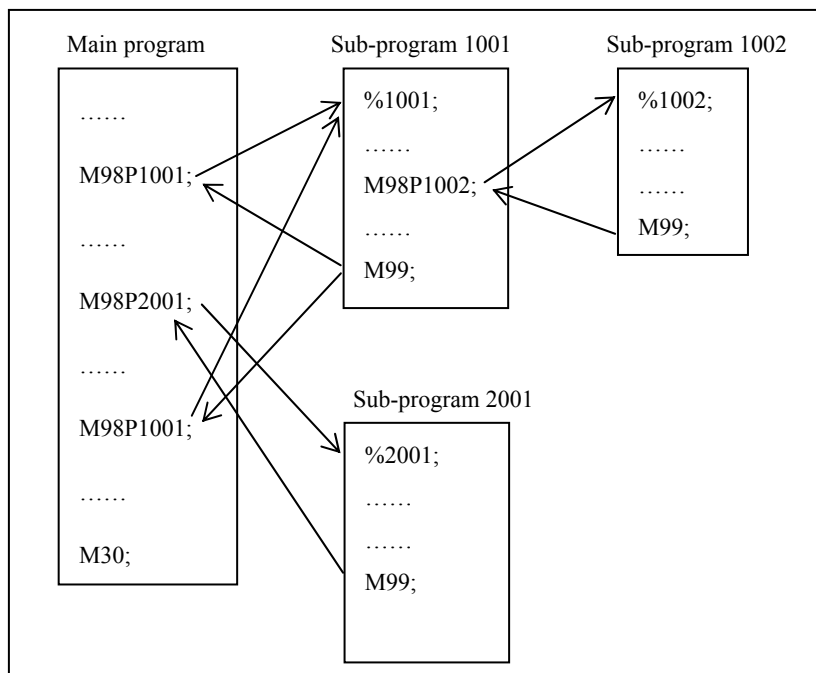 Main program
……
M98P1001;
……
M98P2001;
……
M98P1001;
……
M30;
Sub-program 1001
%1001;
……
M98P1002;
……
M99;
Sub-program 1002
%1002;
……
……
M99;
Sub-program 2001
%2001;
……
……
M99;